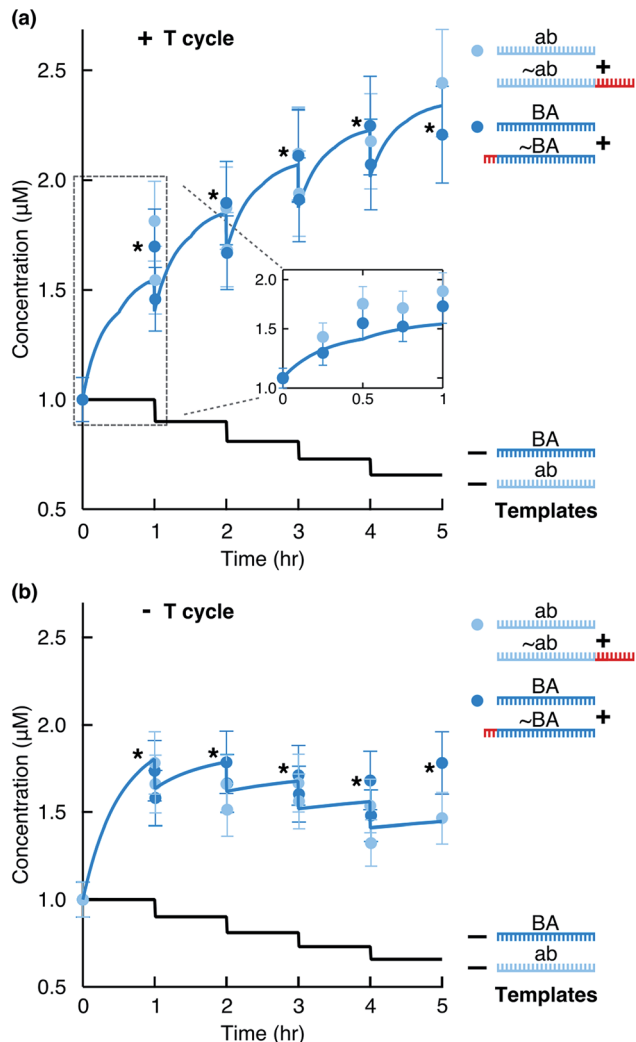 (a)
+ T cycle
2.5
2.0
1.5
1.0
0.5
Concentration (μM)
0 1 2 3 4 5
Time (hr)
*
*
*
*
*
2.0
1.5
1.0
0 0.5 1
ab
~ab +
BA
~BA +
BA
ab
Templates
(b)
- T cycle
2.5
2.0
1.5
1.0
0.5
Concentration (μM)
0 1 2 3 4 5
Time (hr)
*
*
*
*
*
ab
~ab +
BA
~BA +
BA
ab
Templates